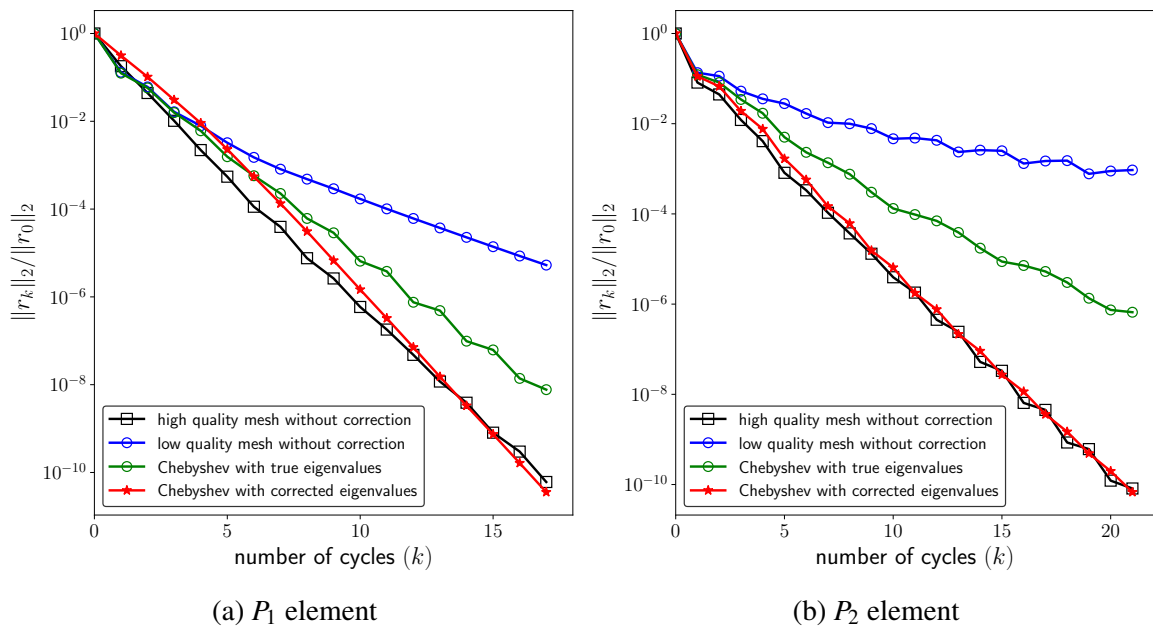 10^0
10^{-2}
10^{-4}
10^{-6}
10^{-8}
10^{-10}
||r_k||_2/||r_0||_2
high quality mesh without correction
low quality mesh without correction
Chebyshev with true eigenvalues
Chebyshev with corrected eigenvalues
0 5 10 15
number of cycles (k)
(a) P_1 element
10^0
10^{-2}
10^{-4}
10^{-6}
10^{-8}
10^{-10}
||r_k||_2/||r_0||_2
high quality mesh without correction
low quality mesh without correction
Chebyshev with true eigenvalues
Chebyshev with corrected eigenvalues
0 5 10 15 20
number of cycles (k)
(b) P_2 element